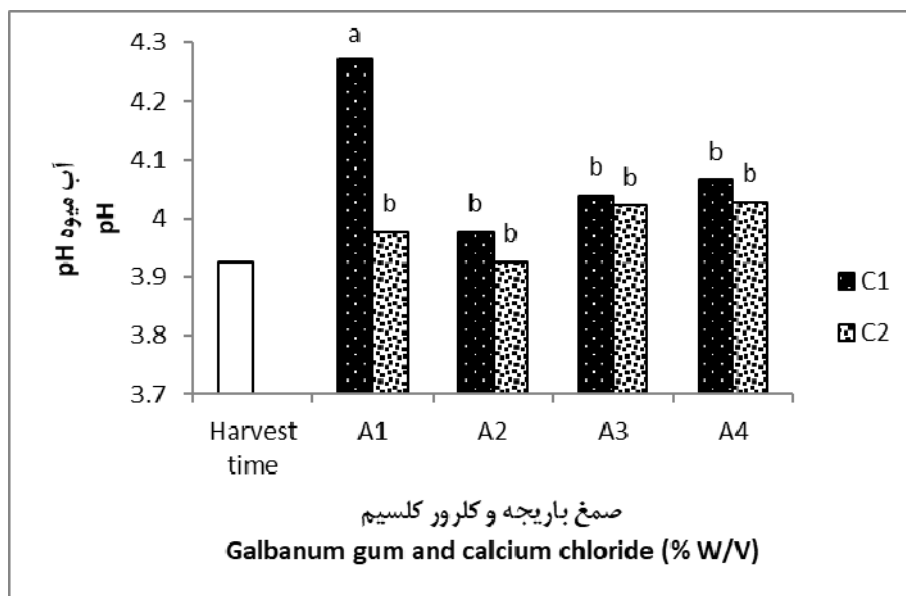 4.3
4.2
4.1
4
3.9
3.8
3.7
pH آب میوه
pH
a
b
b
b
b
b
b
b
Harvest time
A1
A2
A3
A4
C1
C2
صمغ باریجه و کلرور کلسیم
Galbanum gum and calcium chloride (% W/V)